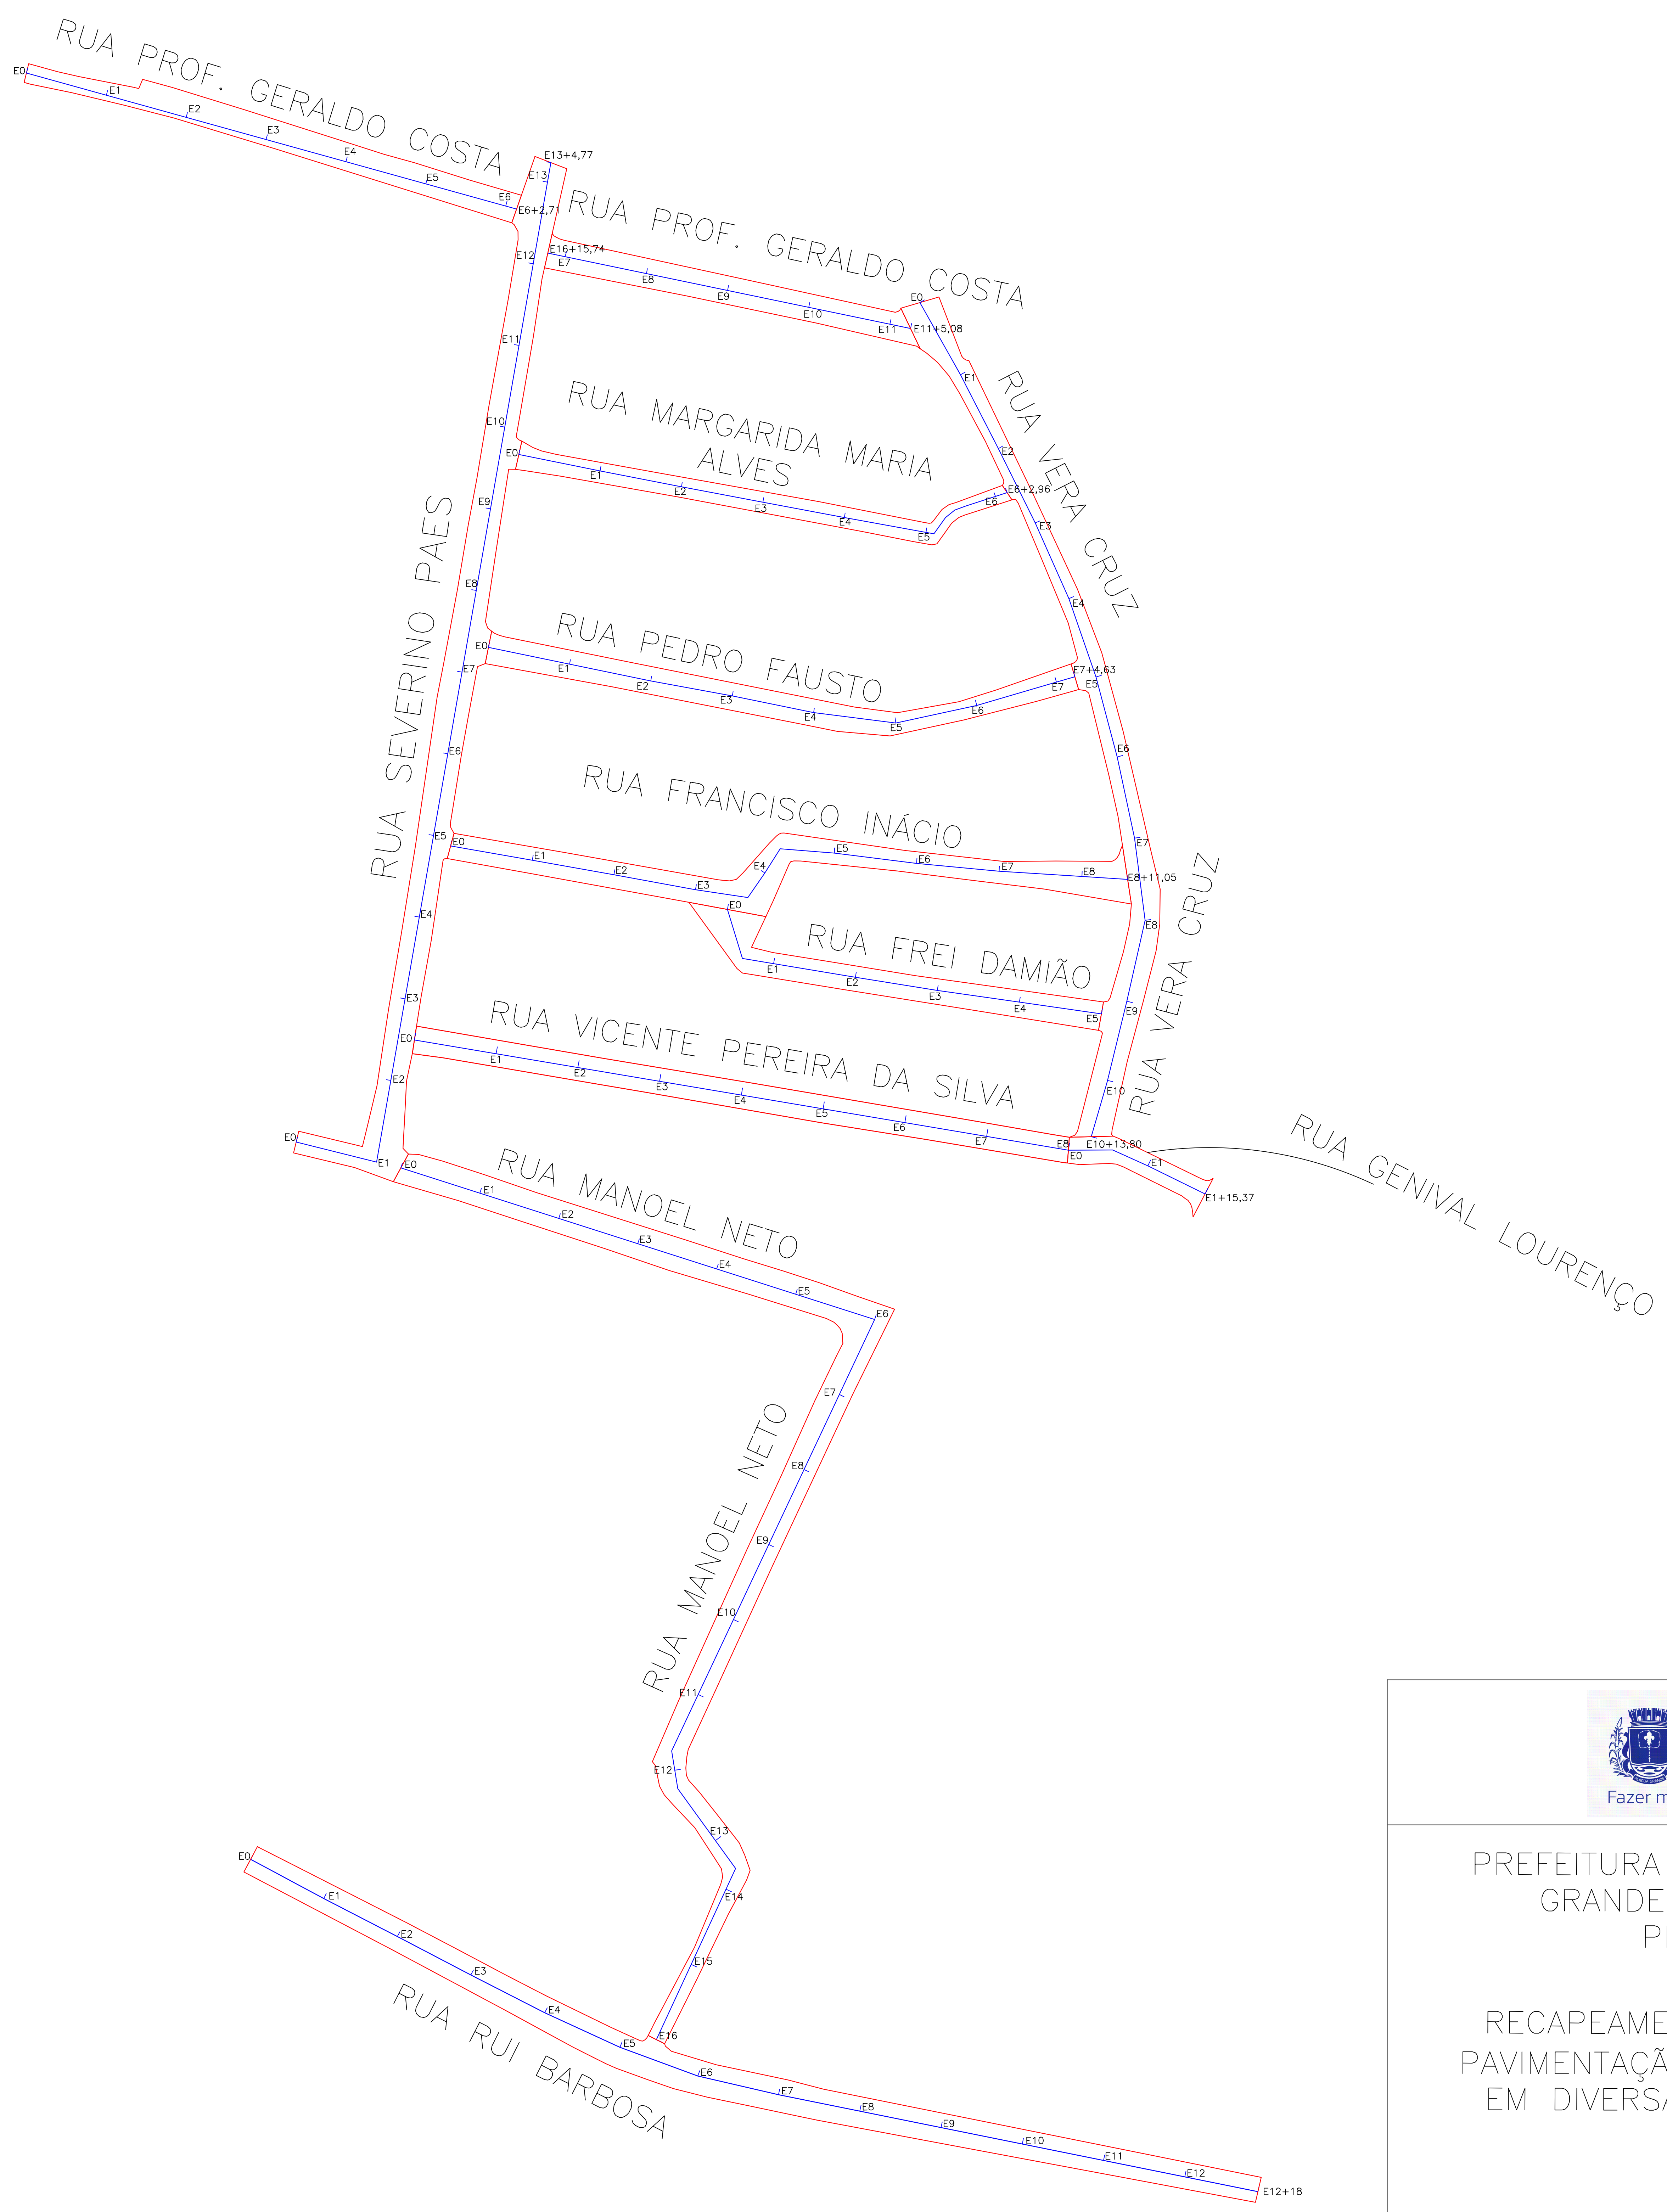 RUA PROF. GERALDO COSTA
E0
E1
E2
E3
E4
E5
E6
E6+2,71
E13+4,77
E13
RUA PROF. GERALDO COSTA
E12
E16+15,74
E7
E8
E9
E10
E11
E11+5,08
E0
E1
RUA VERA CRUZ
E2
E3
E4
E5
E6
E7
E8
E9
E10
E10+13,80
RUA VERA CRUZ
E11
E10
E9
E8
E7
E6
E5
E4
E3
E2
E1
E0
RUA SEVERINO PAES
RUA MARGARIDA MARIA
ALVES
E0
E1
E2
E3
E4
E5
E6
E6+2,96
RUA PEDRO FAUSTO
E0
E1
E2
E3
E4
E5
E6
E7
E7+4,63
RUA FRANCISCO INÁCIO
E0
E1
E2
E3
E4
E5
E6
E7
E8
E8+11,05
RUA FREI DAMIÃO
E0
E1
E2
E3
E4
E5
RUA VICENTE PEREIRA DA SILVA
E0
E1
E2
E3
E4
E5
E6
E7
E8
E0
E1
E1+15,37
RUA GENIVAL LOURENÇO
RUA MANOEL NETO
E0
E1
E2
E3
E4
E5
E6
E7
E8
E9
E10
E11
E12
E13
E14
E15
E16
RUA MANOEL NETO
E0
E1
E2
E3
E4
E5
E6
E7
E8
E9
E10
E11
E12
E12+18
RUA RUI BARBOSA
Fazer m
PREFEITURA
GRANDE
RECAPEAME
PAVIMENTAÇÃ
EM DIVERSA